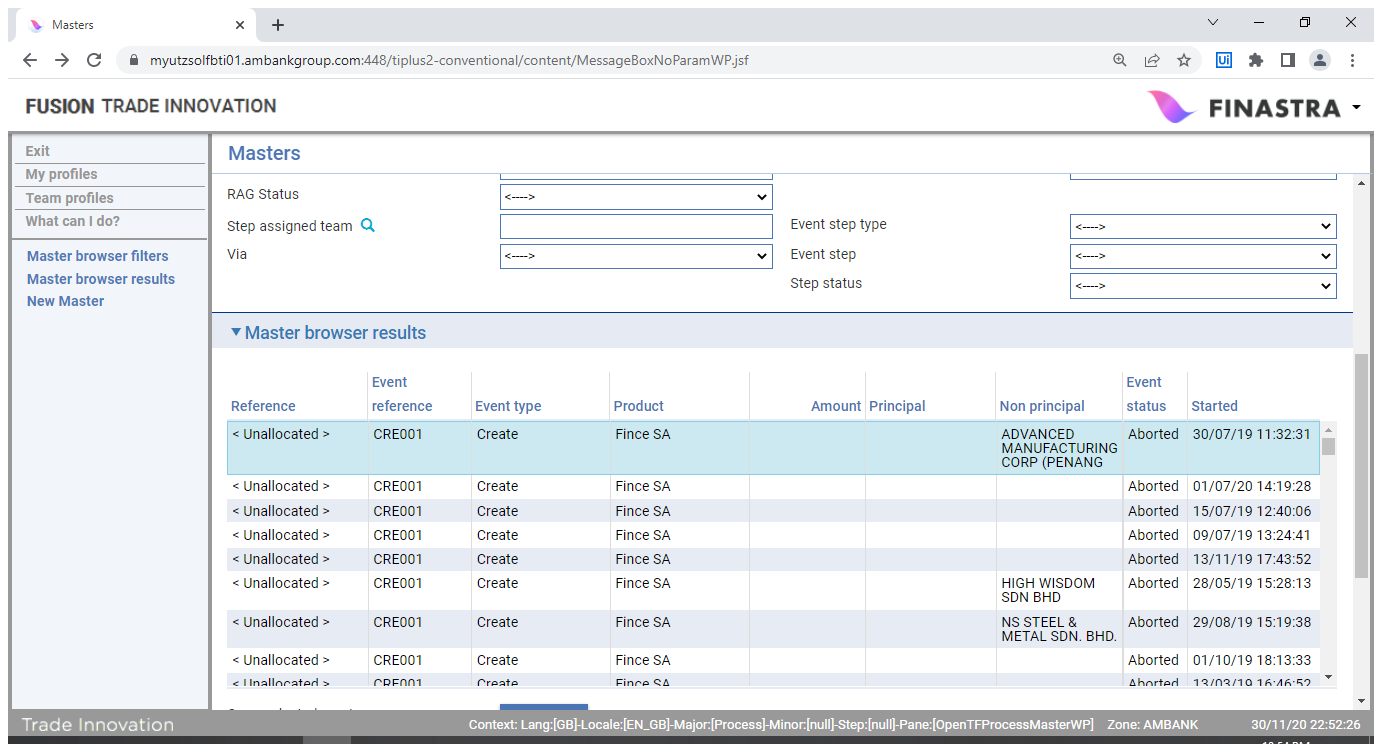 Masters
myutzsolfbti01.ambankgroup.com:448/tiplus2-conventional/content/MessageBoxNoParamWP.jsf
Ui
FUSION TRADE INNOVATION
FINASTRA
Exit
My profiles
Team profiles
What can I do?
Master browser filters
Master browser results
New Master
Masters
RAG Status <---->
Step assigned team Event step type <---->
Via <----> Event step <---->
Step status <---->
Master browser results
Event Event
Reference reference Event type Product Amount Principal Non principal status Started
< Unallocated > CRE001 Create Fince SA ADVANCED Aborted 30/07/19 11:32:31
MANUFACTURING
CORP (PENANG
< Unallocated > CRE001 Create Fince SA Aborted 01/07/20 14:19:28
< Unallocated > CRE001 Create Fince SA Aborted 15/07/19 12:40:06
< Unallocated > CRE001 Create Fince SA Aborted 09/07/19 13:24:41
< Unallocated > CRE001 Create Fince SA Aborted 13/11/19 17:43:52
< Unallocated > CRE001 Create Fince SA HIGH WISDOM Aborted 28/05/19 15:28:13
SDN BHD
< Unallocated > CRE001 Create Fince SA NS STEEL & Aborted 29/08/19 15:19:38
METAL SDN. BHD.
< Unallocated > CRE001 Create Fince SA Aborted 01/10/19 18:13:33
< Unallocated > CRE001 Create Fince SA Aborted 13/03/19 16:46:52
Trade Innovation Context: Lang:[GB]-Locale:[EN_GB]-Major:[Process]-Minor:[null]-Step:[null]-Pane:[OpenTFProcessMasterWP] Zone: AMBANK 30/11/20 22:52:26